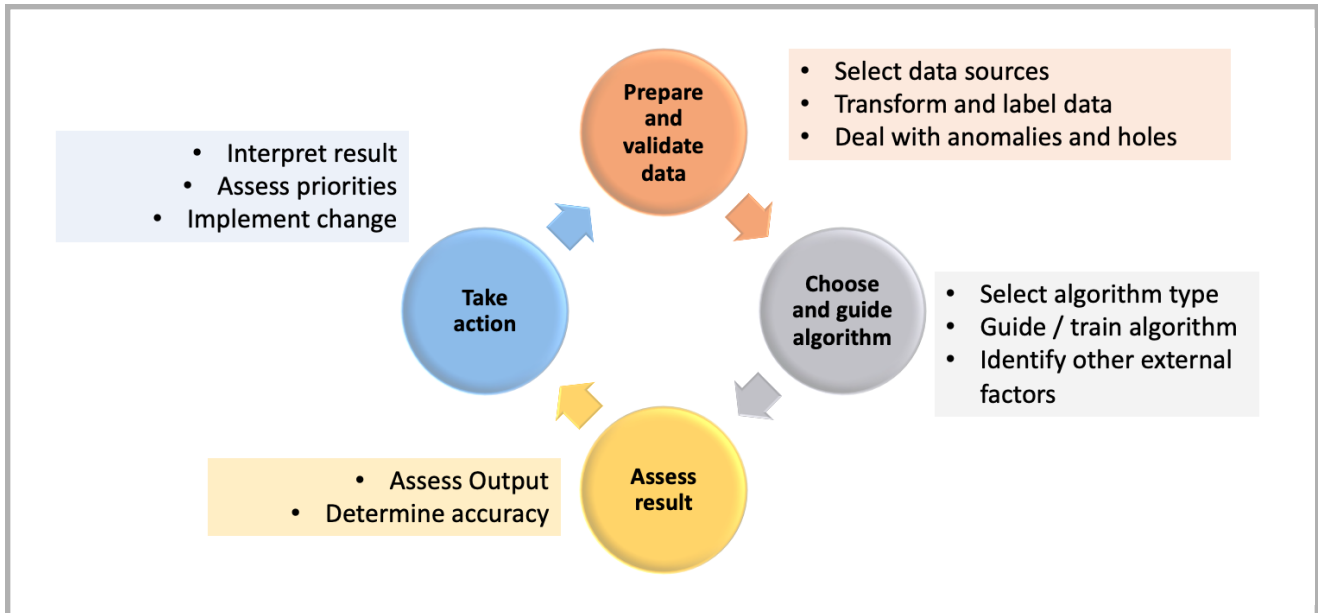 Prepare
and
validate
data
• Select data sources
• Transform and label data
• Deal with anomalies and holes
Choose
and guide
algorithm
• Select algorithm type
• Guide / train algorithm
• Identify other external
factors
Assess
result
• Assess Output
• Determine accuracy
Take
action
• Interpret result
• Assess priorities
• Implement change